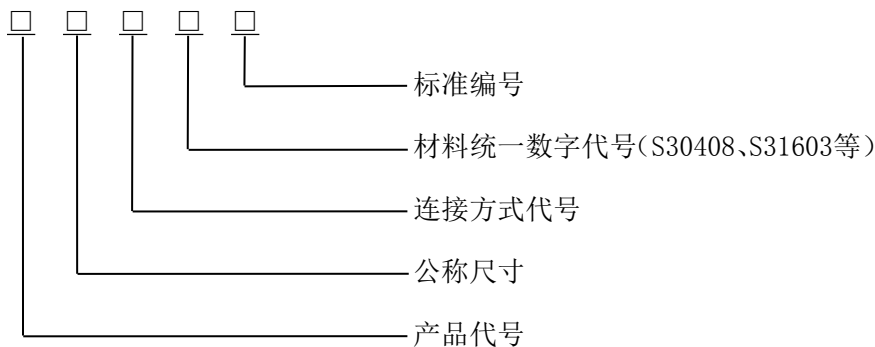 □ □ □ □ □
标准编号
材料统一数字代号(S30408、S31603等)
连接方式代号
公称尺寸
产品代号